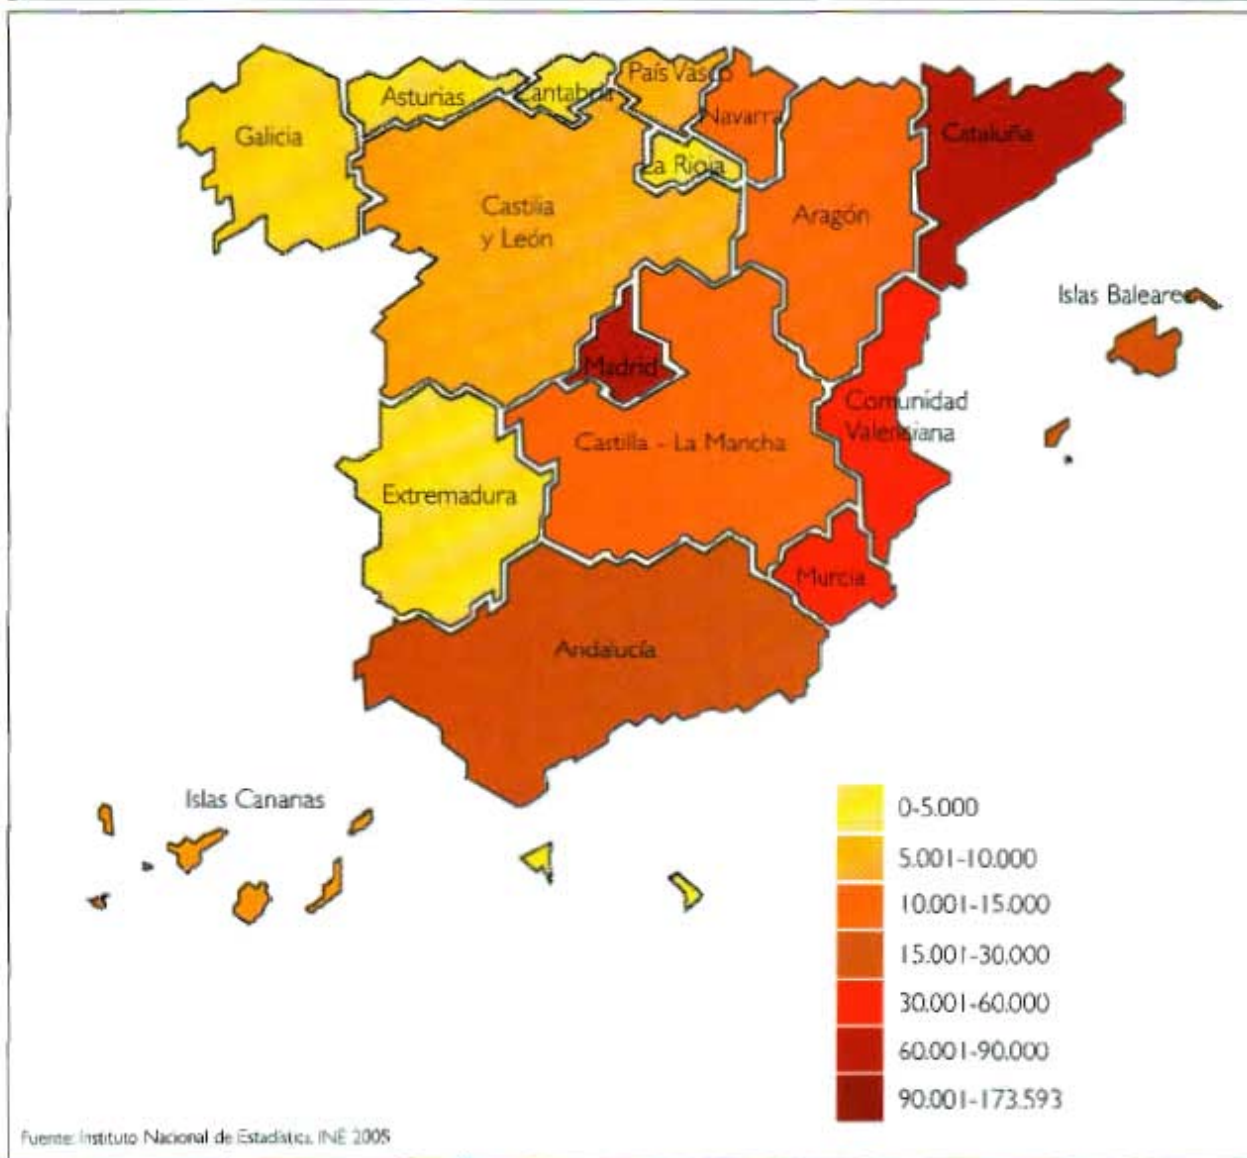 País Vasco
Asturias
Cantabria
Navarra
Galicia
Cataluña
La Rioja
Castilla
y León
Aragón
Islas Baleares
Madrid
Comunidad
Valensiana
Castilla - La Mancha
Extremadura
Murcia
Andalucía
Islas Canarias
0-5.000
5.001-10.000
10.001-15.000
15.001-30.000
30.001-60.000
60.001-90.000
90.001-173.593
Fuente: Instituto Nacional de Estadística, INE 2005